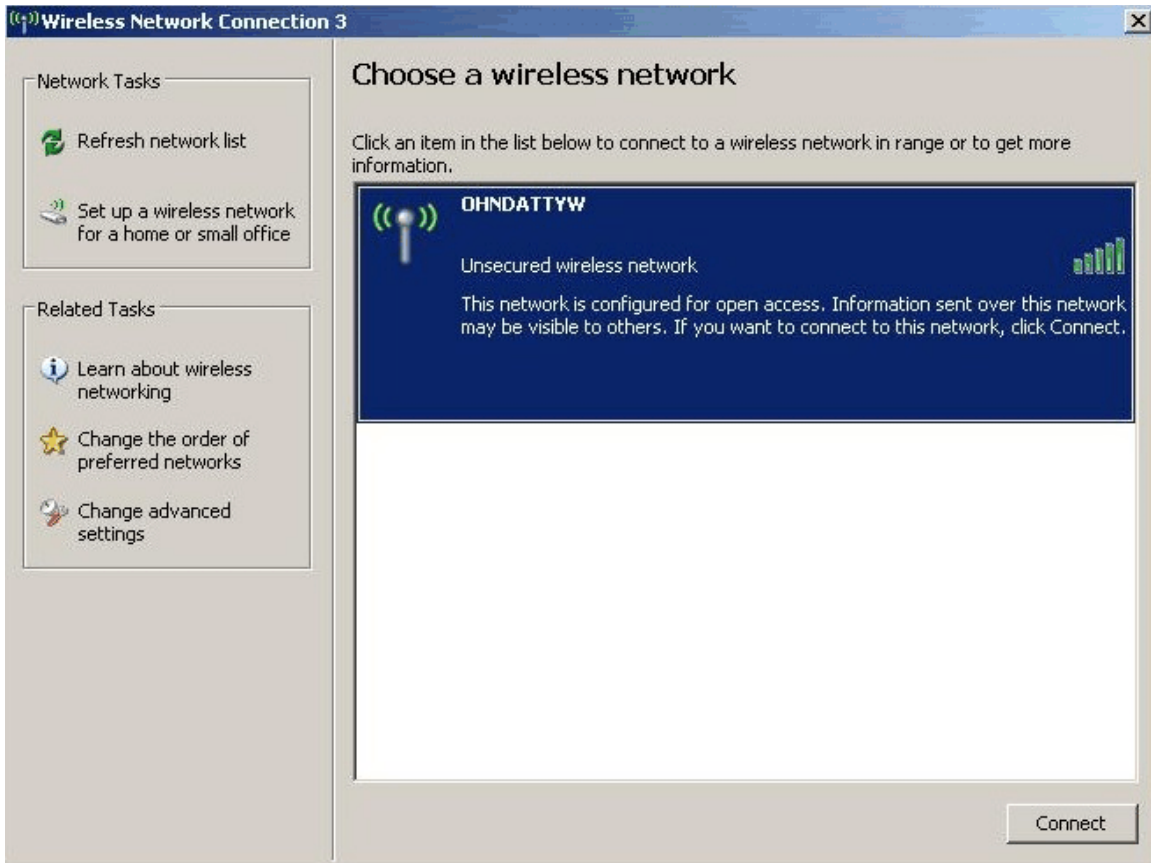 Wireless Network Connection 3
Network Tasks
Refresh network list
Set up a wireless network
for a home or small office
Related Tasks
Learn about wireless
networking
Change the order of
preferred networks
Change advanced
settings
Choose a wireless network
Click an item in the list below to connect to a wireless network in range or to get more
information.
OHNDATTYW
Unsecured wireless network
This network is configured for open access. Information sent over this network
may be visible to others. If you want to connect to this network, click Connect.
Connect